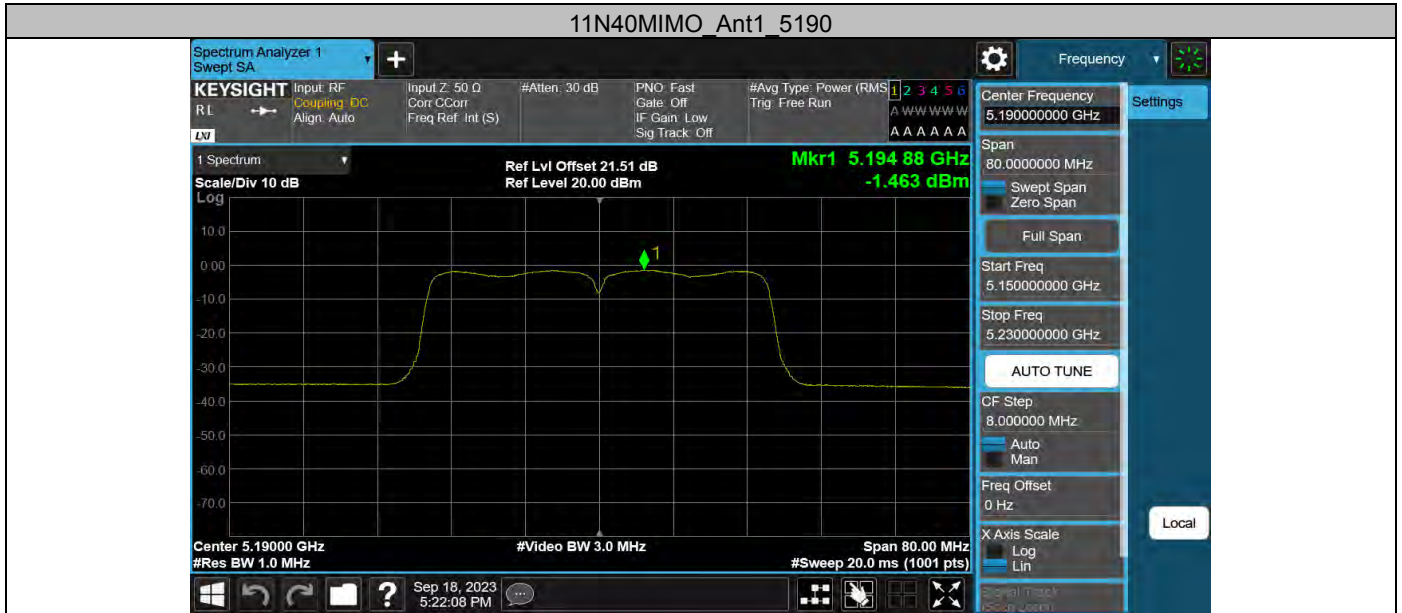 11N40MIMO_Ant1_5190
Spectrum Analyzer 1
Swept SA
+
Frequency
KEYSIGHT
RL
LXI
Input: RF
Coupling: DC
Align: Auto
Input Z: 50 Ω
Corr CCorr
Freq Ref: Int (S)
#Atten: 30 dB
PNO: Fast
Gate: Off
IF Gain: Low
Sig Track: Off
#Avg Type: Power (RMS
Trig: Free Run
1 2 3 4 5 6
A W W W W W
A A A A A A
1 Spectrum
Scale/Div 10 dB
Log
Ref Lvl Offset 21.51 dB
Ref Level 20.00 dBm
Mkr1 5.194 88 GHz
-1.463 dBm
10.0
0.00
-10.0
-20.0
-30.0
-40.0
-50.0
-60.0
-70.0
1
Center 5.19000 GHz
#Res BW 1.0 MHz
#Video BW 3.0 MHz
Span 80.00 MHz
#Sweep 20.0 ms (1001 pts)
Center Frequency
5.190000000 GHz
Settings
Span
80.0000000 MHz
Swept Span
Zero Span
Full Span
Start Freq
5.150000000 GHz
Stop Freq
5.230000000 GHz
AUTO TUNE
CF Step
8.000000 MHz
Auto
Man
Freq Offset
0 Hz
X Axis Scale
Log
Lin
Local
Signal Track
(Span Zoom)
?
Sep 18, 2023
5:22:08 PM